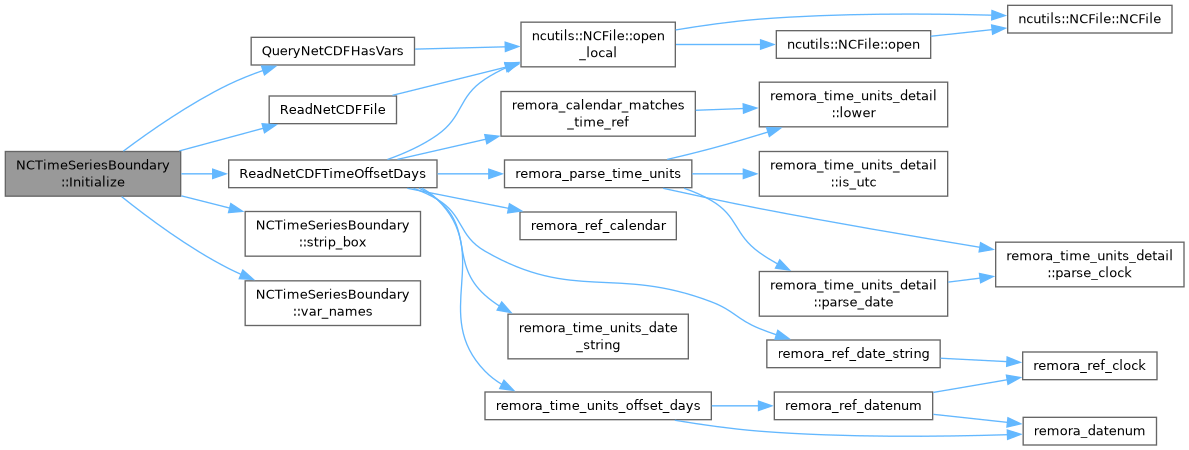 NCTimeSeriesBoundary
::Initialize
QueryNetCDFHasVars
ReadNetCDFFile
ReadNetCDFTimeOffsetDays
NCTimeSeriesBoundary
::strip_box
NCTimeSeriesBoundary
::var_names
ncutils::NCFile::open
_local
remora_calendar_matches
_time_ref
remora_parse_time_units
remora_ref_calendar
remora_time_units_date
_string
remora_time_units_offset_days
ncutils::NCFile::open
remora_time_units_detail
::lower
remora_time_units_detail
::is_utc
remora_time_units_detail
::parse_date
remora_ref_date_string
remora_ref_datenum
ncutils::NCFile::NCFile
remora_time_units_detail
::parse_clock
remora_ref_clock
remora_datenum